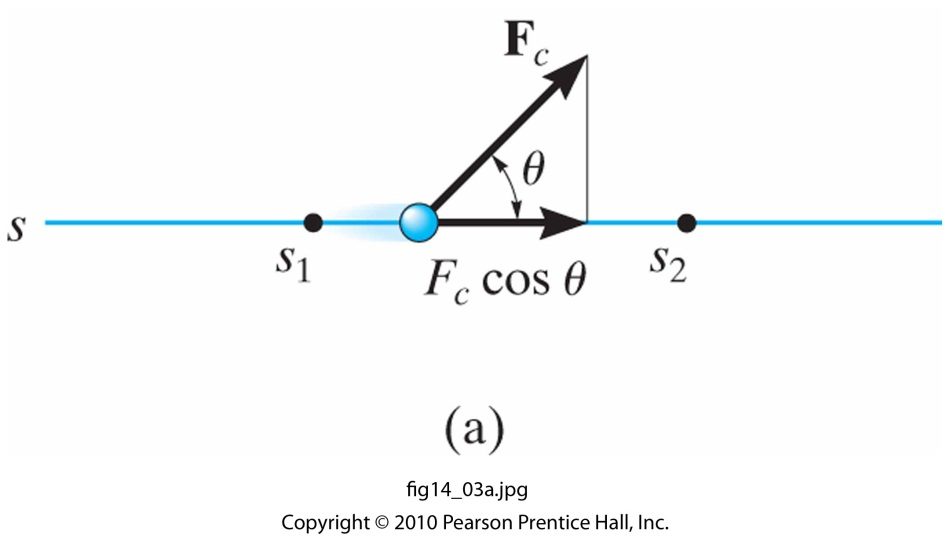 F_c
θ
s
s_1
F_c cos θ
s_2
(a)
fig14_03a.jpg
Copyright © 2010 Pearson Prentice Hall, Inc.